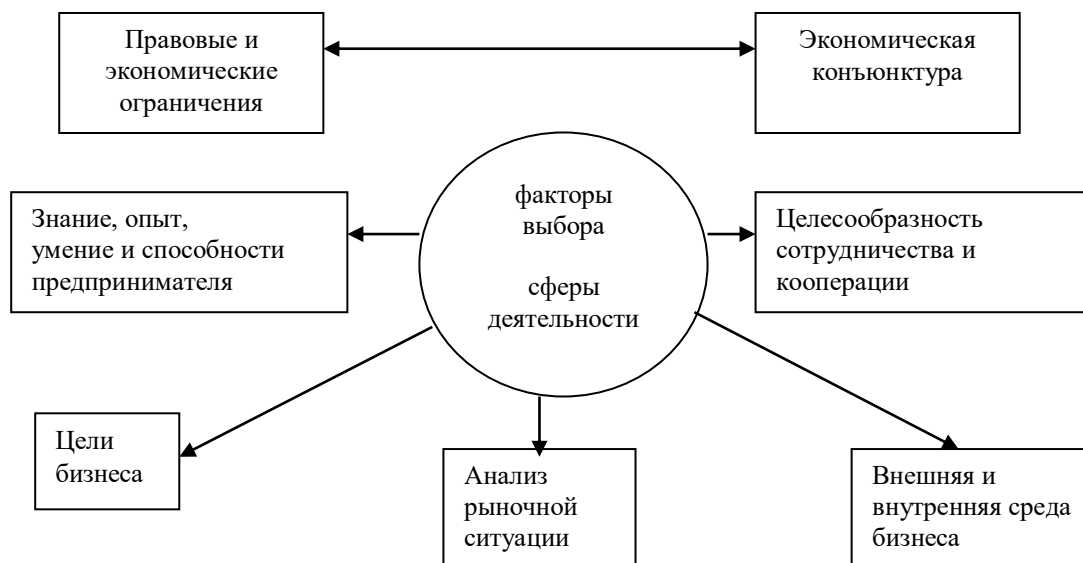 Правовые и
экономические
ограничения
Экономическая
конъюнктура
факторы
выбора
сферы
деятельности
Знание, опыт,
умение и способности
предпринимателя
Целесообразность
сотрудничества и
кооперации
Цели
бизнеса
Анализ
рыночной
ситуации
Внешняя и
внутренняя среда
бизнеса